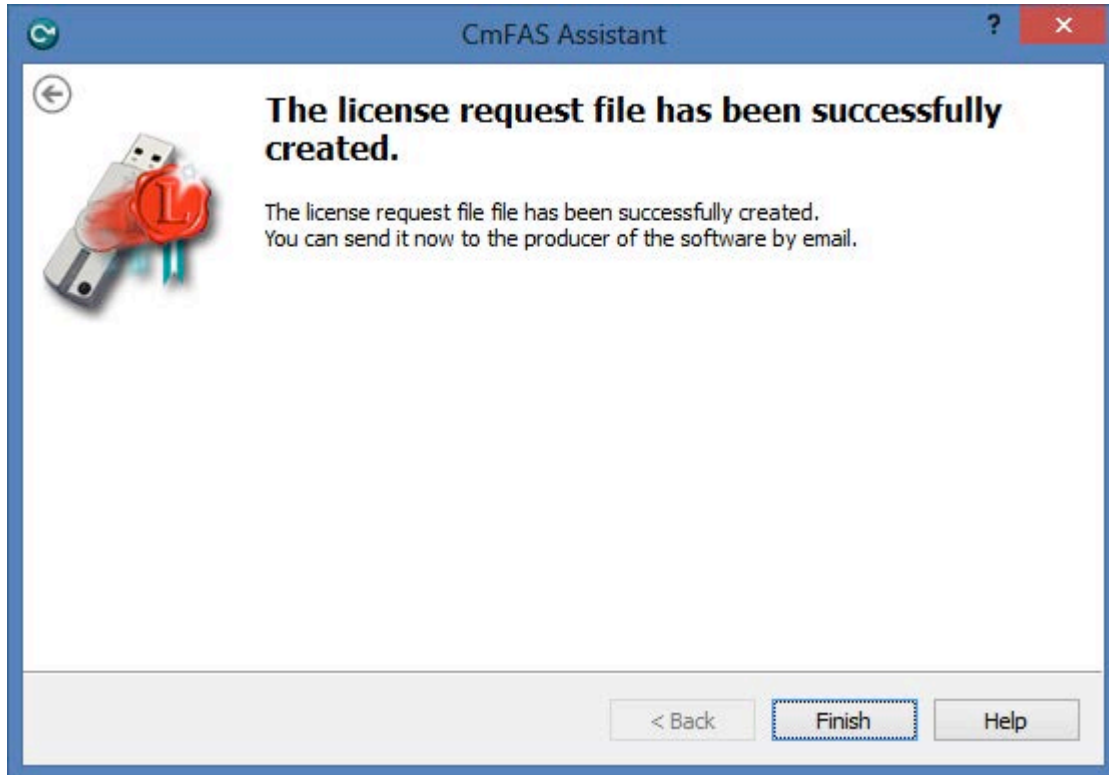 CmFAS Assistant
?
The license request file has been successfully
created.
The license request file file has been successfully created.
You can send it now to the producer of the software by email.
L
< Back Finish Help